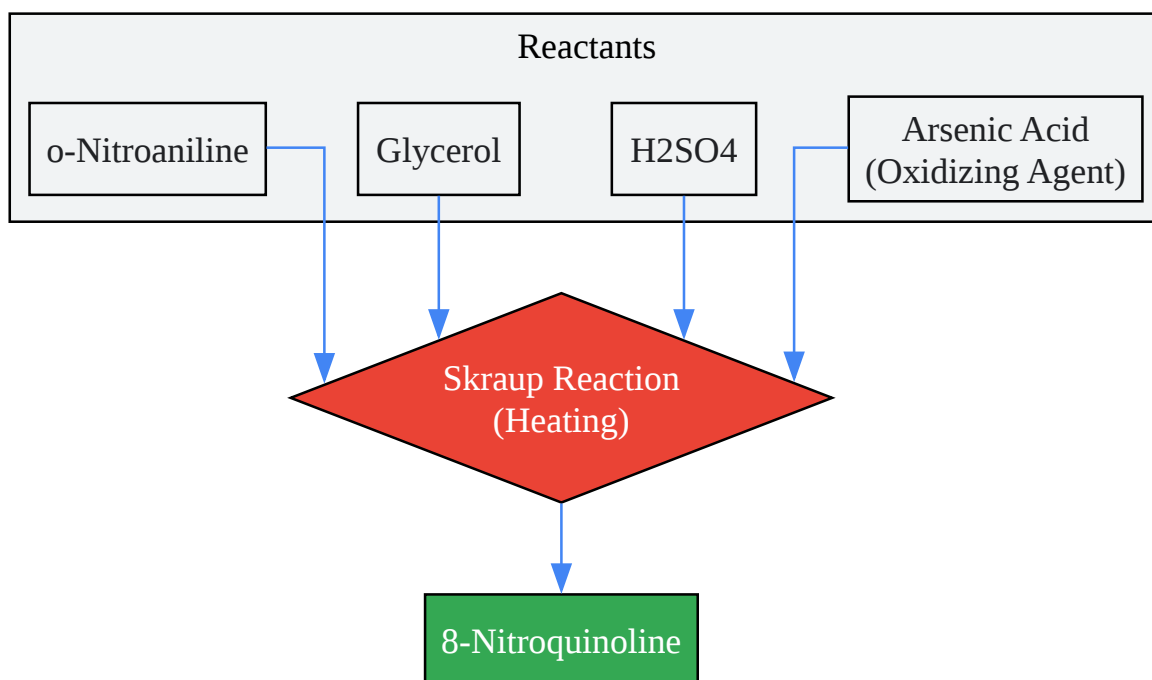 Reactants
o-Nitroaniline
Glycerol
H2SO4
Arsenic Acid
(Oxidizing Agent)
Skraup Reaction
(Heating)
8-Nitroquinoline